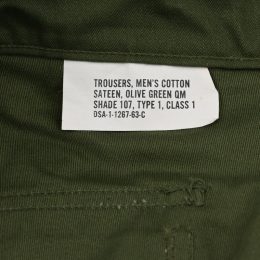 TROUSERS, MEN'S COTTON
SATEEN, OLIVE GREEN QM
SHADE 107, TYPE 1, CLASS 1
DSA-1-1267-63-C